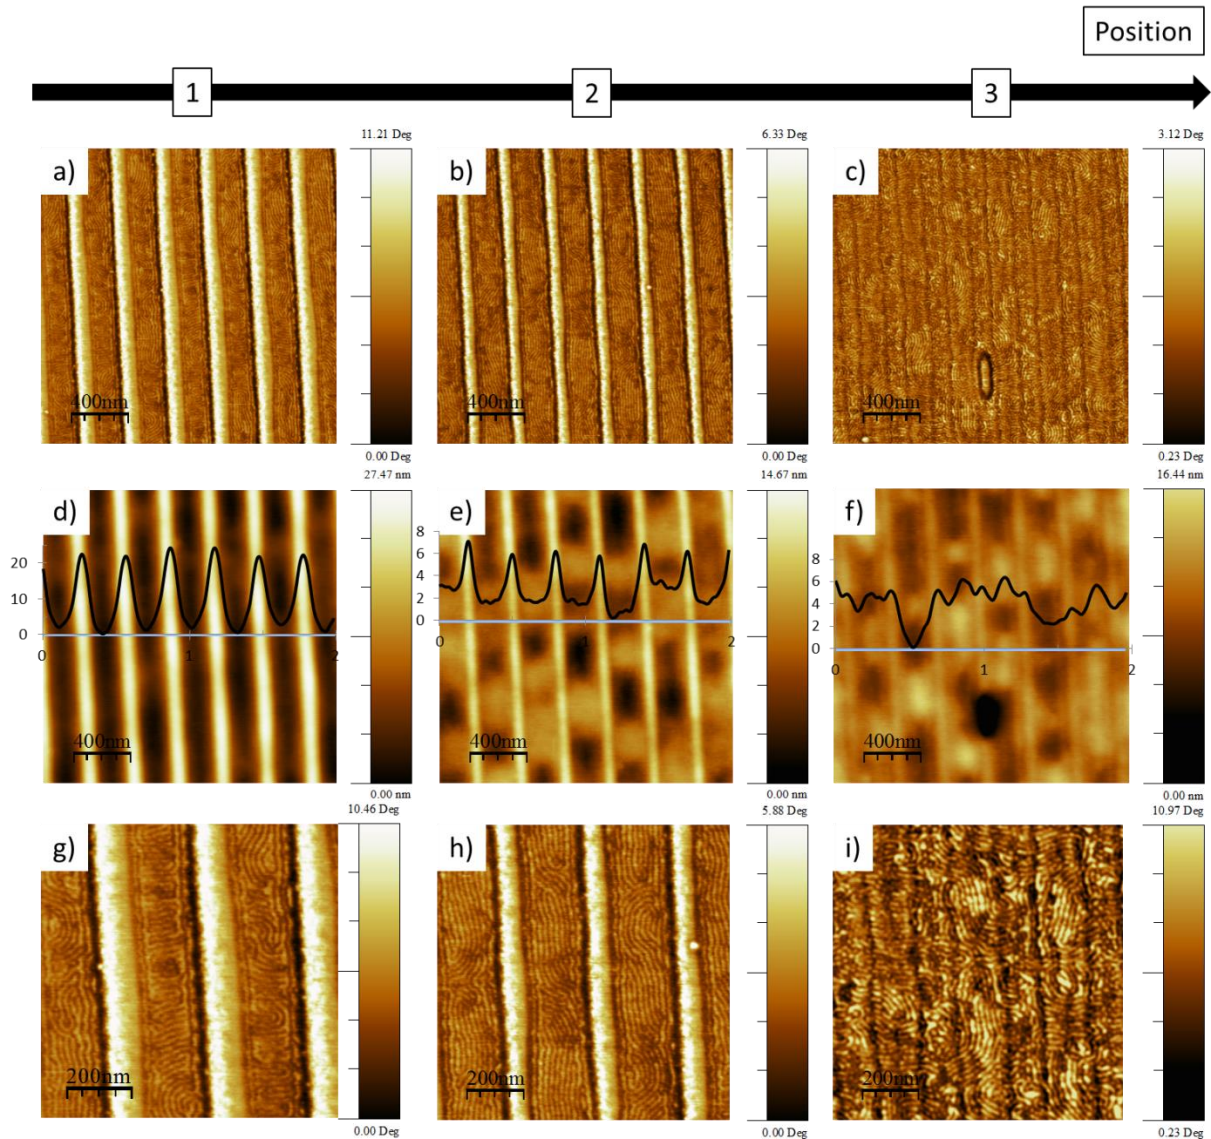 Position
1 2 3
11.21 Deg 6.33 Deg 3.12 Deg
a) b) c)
400nm 400nm 400nm
0.00 Deg 0.00 Deg 0.23 Deg
27.47 nm 14.67 nm 16.44 nm
d) e) f)
20 8 8
10 6 6
0 4 4
2 2
0 0
0 1 2 0 1 2 0 1 2
400nm 400nm 400nm
0.00 nm 0.00 nm 0.00 nm
10.46 Deg 5.88 Deg 10.97 Deg
g) h) i)
200nm 200nm 200nm
0.00 Deg 0.00 Deg 0.23 Deg